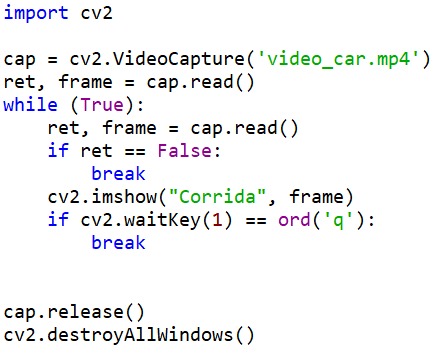 import cv2

cap = cv2.VideoCapture('video_car.mp4')
ret, frame = cap.read()
while (True):
    ret, frame = cap.read()
    if ret == False:
        break
    cv2.imshow("Corrida", frame)
    if cv2.waitKey(1) == ord('q'):
        break


cap.release()
cv2.destroyAllWindows()